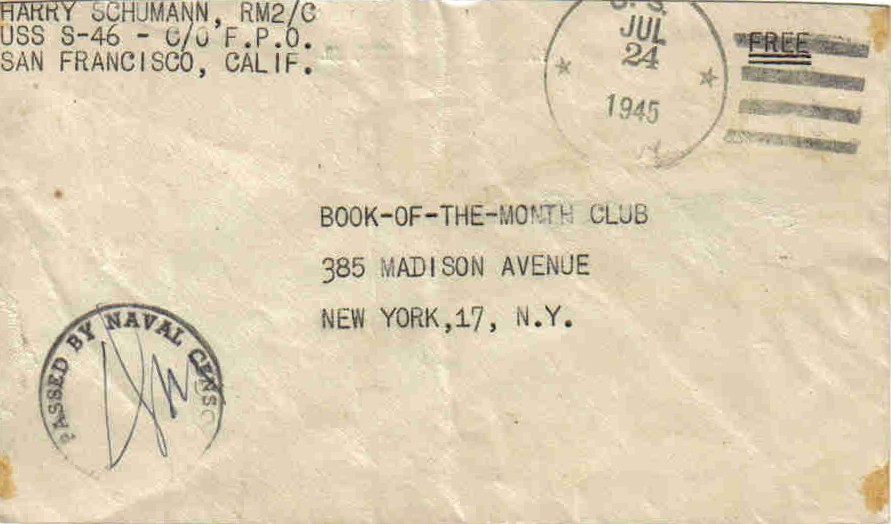 HARRY SCHUMANN, RM2/C
USS S-46 - C/O F.P.O.
SAN FRANCISCO, CALIF.
JUL
24
1945
FREE
BOOK-OF-THE-MONTH CLUB
385 MADISON AVENUE
NEW YORK,17, N.Y.
PASSED BY NAVAL CENSO